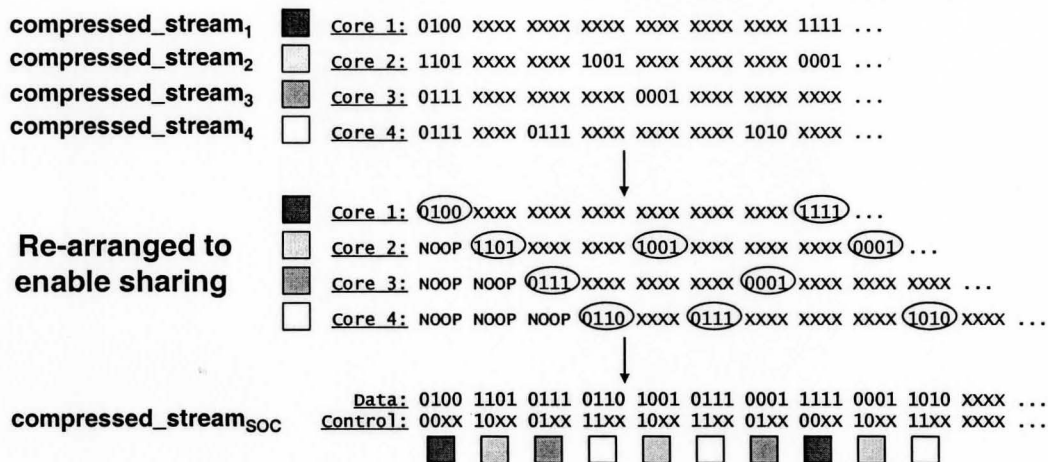 compressed_stream1 Core 1: 0100 xxxx xxxx xxxx xxxx xxxx xxxx 1111 ...
compressed_stream2 Core 2: 1101 xxxx xxxx 1001 xxxx xxxx xxxx 0001 ...
compressed_stream3 Core 3: 0111 xxxx xxxx xxxx 0001 xxxx xxxx xxxx ...
compressed_stream4 Core 4: 0111 xxxx 0111 xxxx xxxx xxxx 1010 xxxx ...
Core 1: 0100 xxxx xxxx xxxx xxxx xxxx xxxx 1111 ...
Re-arranged to
enable sharing
Core 2: NOOP 1101 xxxx xxxx 1001 xxxx xxxx xxxx 0001 ...
Core 3: NOOP NOOP 0111 xxxx xxxx xxxx 0001 xxxx xxxx xxxx ...
Core 4: NOOP NOOP NOOP 0110 xxxx 0111 xxxx xxxx xxxx 1010 xxxx ...
Data: 0100 1101 0111 0110 1001 0111 0001 1111 0001 1010 xxxx ...
compressed_streamSOC Control: 00xx 10xx 01xx 11xx 10xx 11xx 01xx 00xx 10xx 11xx xxxx ...